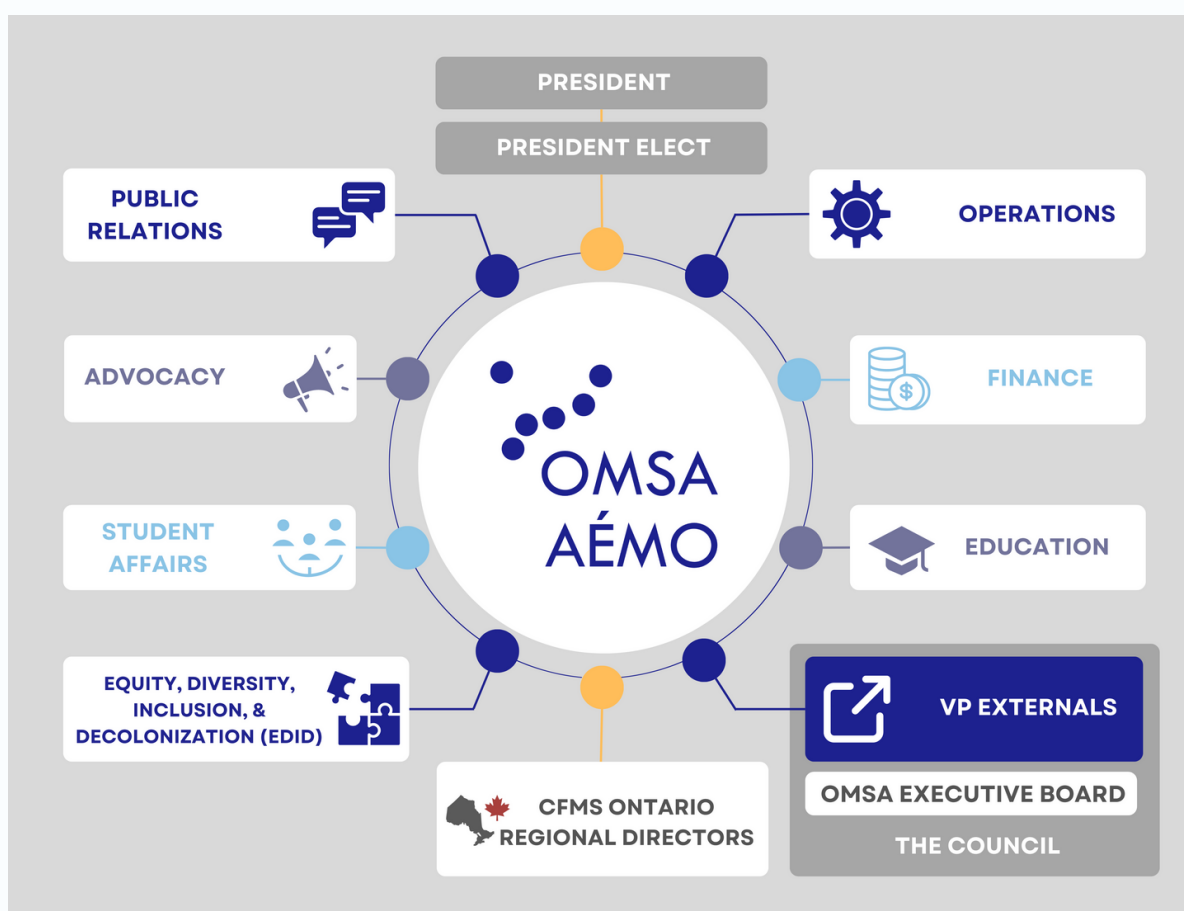 PRESIDENT
PRESIDENT ELECT
PUBLIC
RELATIONS
OPERATIONS
ADVOCACY
FINANCE
$
OMSA
AÉMO
STUDENT
AFFAIRS
EDUCATION
EQUITY, DIVERSITY,
INCLUSION, &
DECOLONIZATION (EDID)
VP EXTERNALS
OMSA EXECUTIVE BOARD
THE COUNCIL
CFMS ONTARIO
REGIONAL DIRECTORS